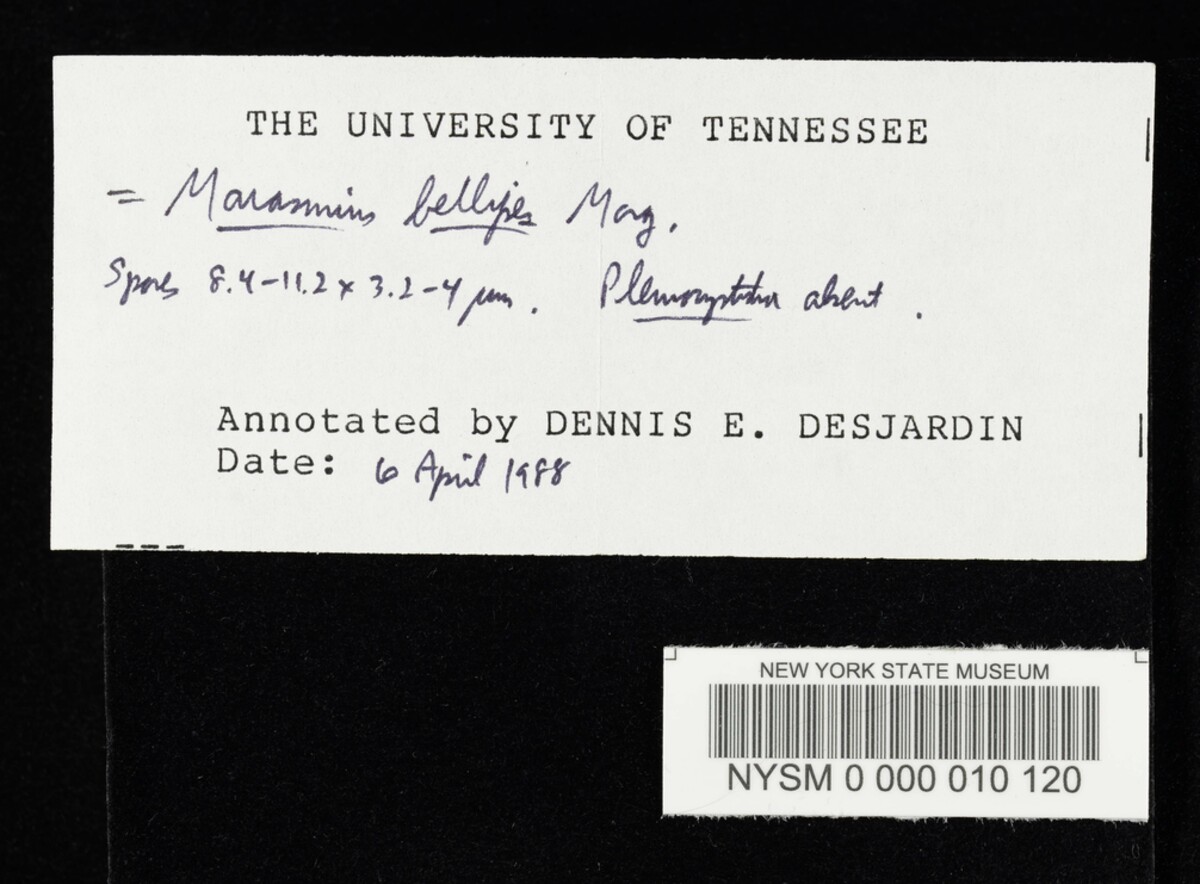 THE UNIVERSITY OF TENNESSEE
= Marasmius bellipes Morg.
Spores 8.4-11.2 x 3.2-4 µm. Pleurocystidia absent.
Annotated by DENNIS E. DESJARDIN
Date: 6 April 1988
NEW YORK STATE MUSEUM
NYSM 0 000 010 120